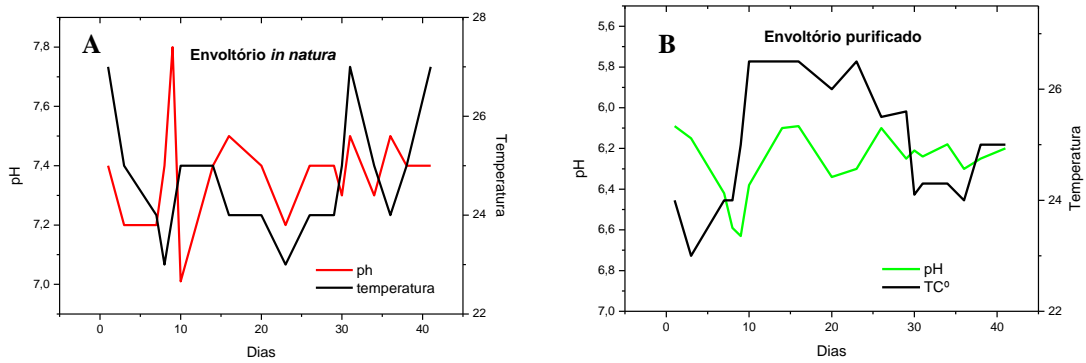 A
Envoltório in natura
7,8
7,6
7,4
7,2
7,0
pH
28
26
24
22
Temperatura
0 10 20 30 40
Dias
ph
temperatura
B
Envoltório purificado
5,6
5,8
6,0
6,2
6,4
6,6
6,8
7,0
pH
26
24
22
Temperatura
0 10 20 30 40
Dias
pH
TCº